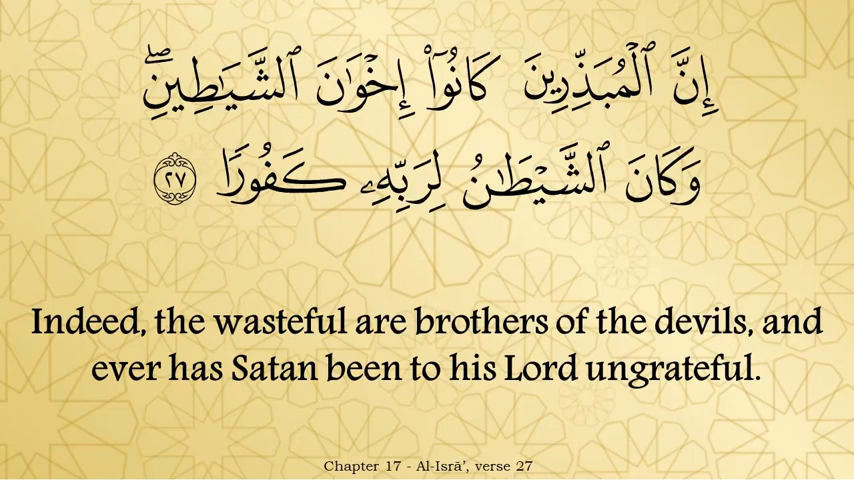 إِنَّ ٱلْمُبَذِّرِينَ كَانُوٓا۟ إِخْوَٰنَ ٱلشَّيَـٰطِينِ ۖ
وَكَانَ ٱلشَّيْطَـٰنُ لِرَبِّهِۦ كَفُورًا ٢٧
Indeed, the wasteful are brothers of the devils, and
ever has Satan been to his Lord ungrateful.
Chapter 17 - Al-Isrā’, verse 27